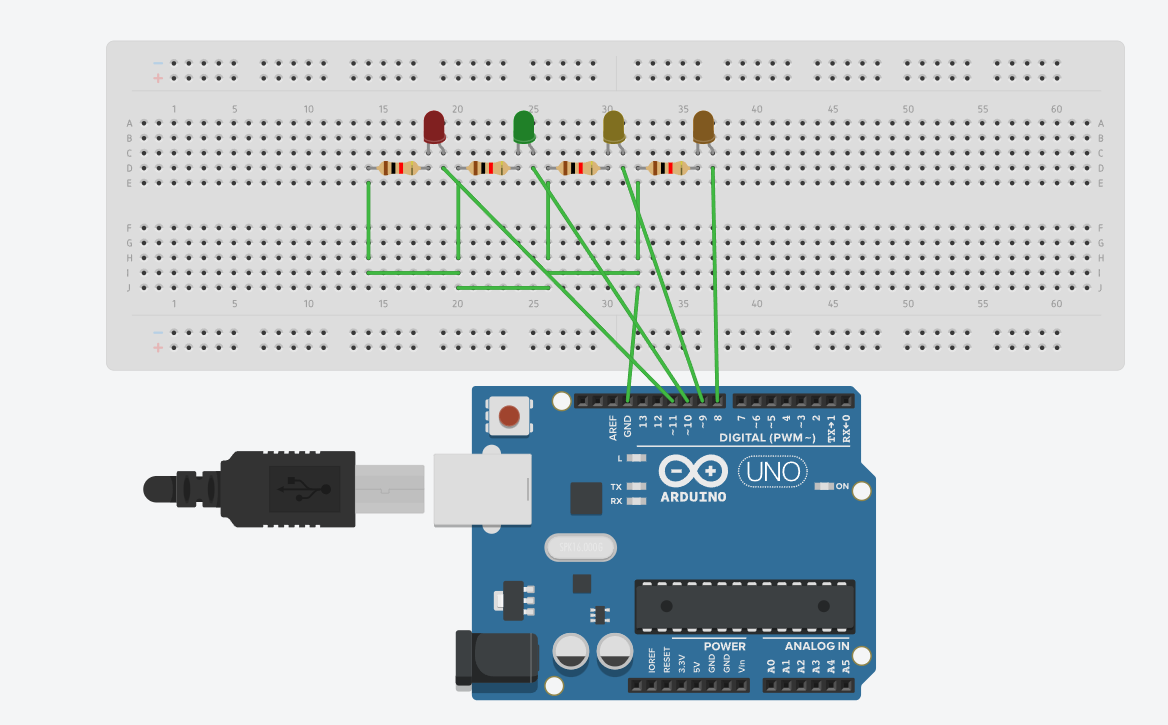 − −
+ +
1 5 10 15 20 25 30 35 40 45 50 55 60
A A
B B
C C
D D
E E
F F
G G
H H
I I
J J
1 5 10 15 20 25 30 35 40 45 50 55 60
− 
+
AREF GND 13 12 ~11 ~10 ~9 8 7 ~6 ~5 4 ~3 2 TX→1 RX←0
DIGITAL (PWM~)
L
TX
RX
ARDUINO
UNO
ON
POWER ANALOG IN
IOREF RESET 3.3V 5V GND GND Vin A0 A1 A2 A3 A4 A5